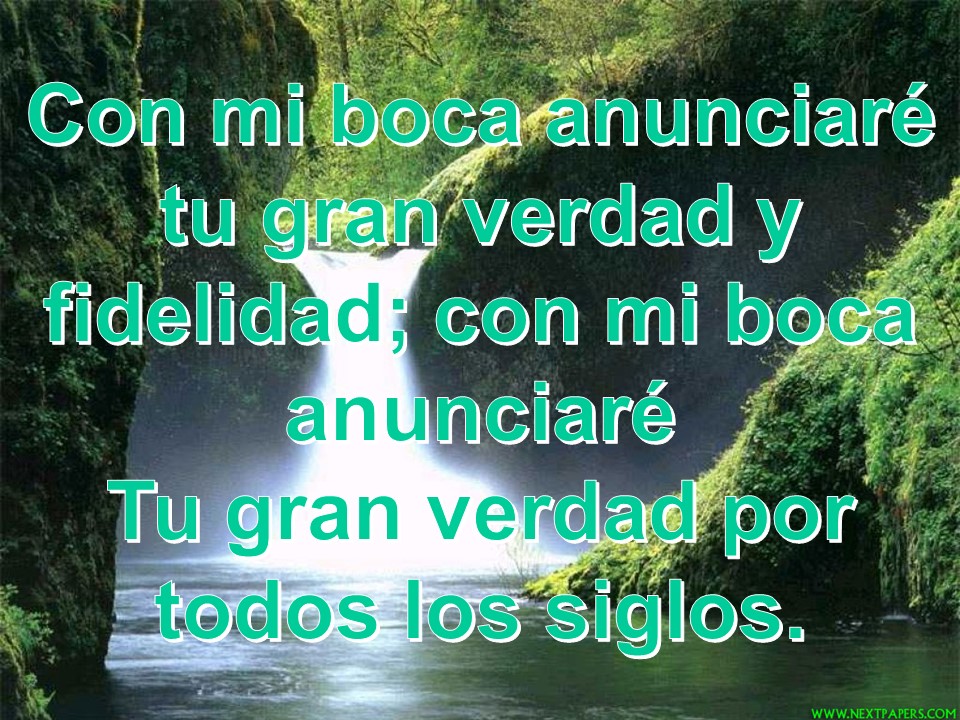 Con mi boca anunciaré
tu gran verdad y
fidelidad; con mi boca
anunciaré
Tu gran verdad por
todos los siglos.
WWW.NEXTPAPERS.COM